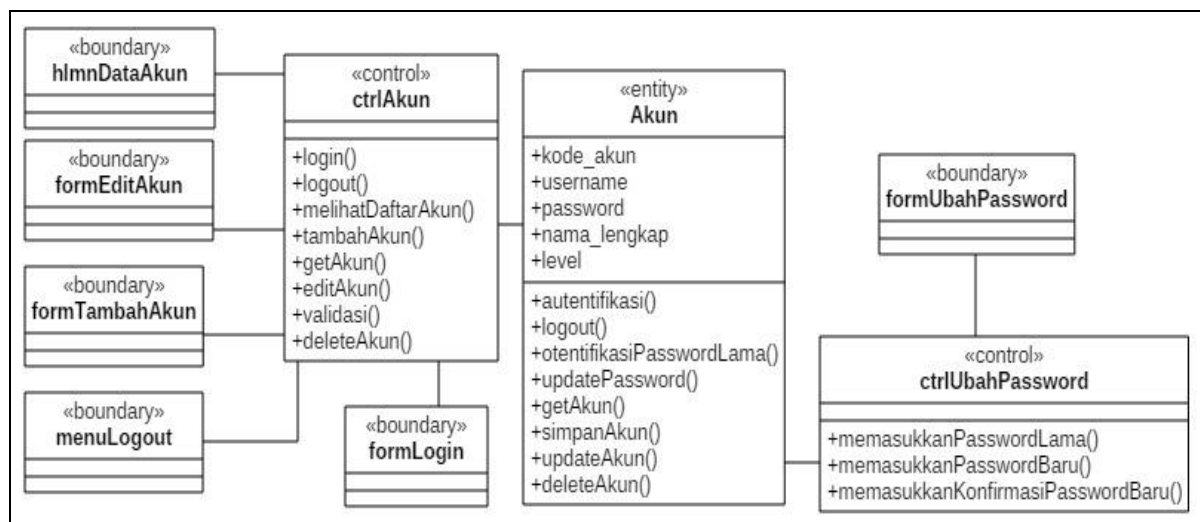 «boundary»
hlmnDataAkun
«boundary»
formEditAkun
«boundary»
formTambahAkun
«boundary»
menuLogout
«control»
ctrlAkun
+login()
+logout()
+melihatDaftarAkun()
+tambahAkun()
+getAkun()
+editAkun()
+validasi()
+deleteAkun()
«boundary»
formLogin
«entity»
Akun
+kode_akun
+username
+password
+nama_lengkap
+level
+autentifikasi()
+logout()
+otentifikasiPasswordLama()
+updatePassword()
+getAkun()
+simpanAkun()
+updateAkun()
+deleteAkun()
«boundary»
formUbahPassword
«control»
ctrlUbahPassword
+memasukkanPasswordLama()
+memasukkanPasswordBaru()
+memasukkanKonfirmasiPasswordBaru()